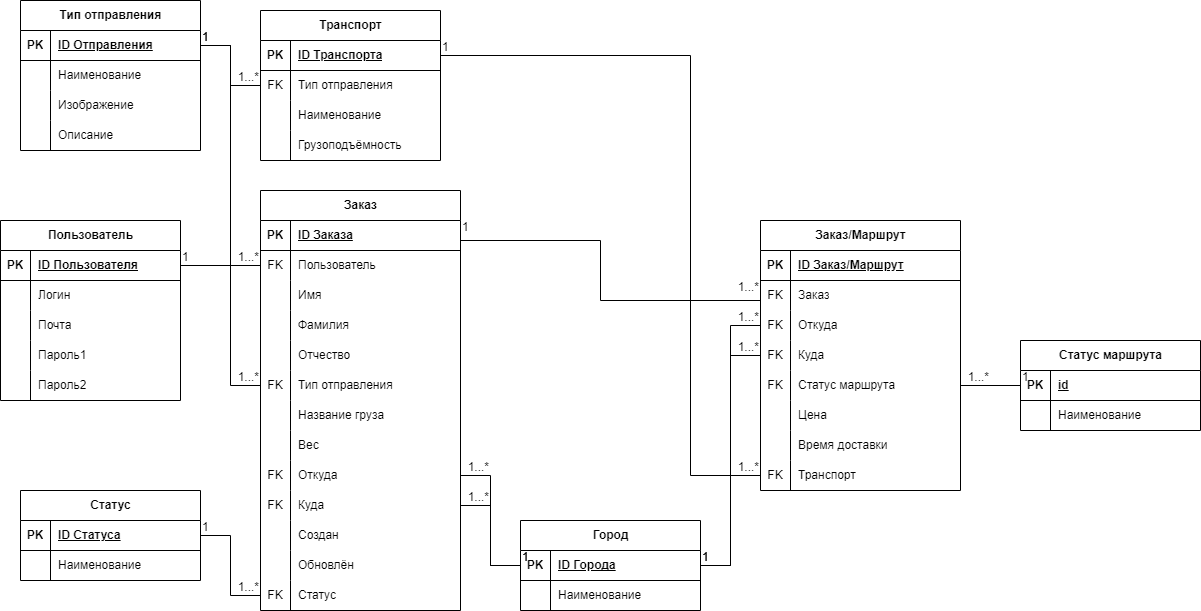 Тип отправления
PK ID Отправления
Наименование
Изображение
Описание
1
1...*
Транспорт
PK ID Транспорта
FK Тип отправления
Наименование
Грузоподъёмность
1
Пользователь
PK ID Пользователя
Логин
Почта
Пароль1
Пароль2
1
1...*
1...*
Заказ
PK ID Заказа
FK Пользователь
Имя
Фамилия
Отчество
FK Тип отправления
Название груза
Вес
FK Откуда
FK Куда
Создан
Обновлён
FK Статус
1
1...*
1...*
Статус
PK ID Статуса
Наименование
1
1...*
Город
1
PK ID Города
Наименование
1
Заказ/Маршрут
PK ID Заказ/Маршрут
1...* FK Заказ
1...* FK Откуда
1...* FK Куда
FK Статус маршрута
Цена
Время доставки
1...* FK Транспорт
1...*
Статус маршрута
1
PK id
Наименование